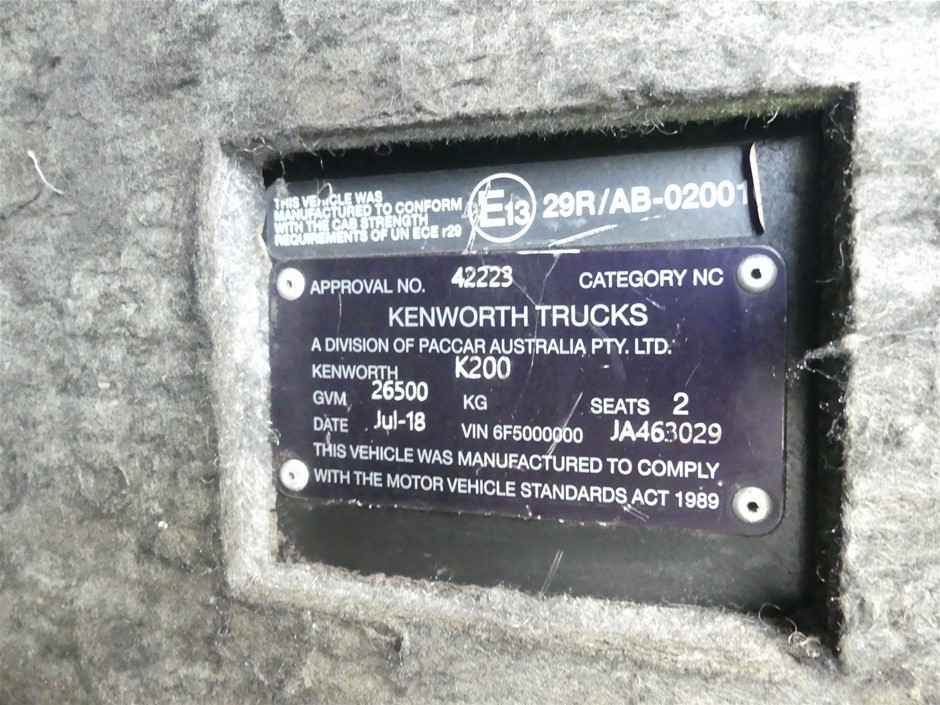 THIS VEHICLE WAS
MANUFACTURED TO CONFORM
WITH THE CAB STRENGTH
REQUIREMENTS OF UN ECE r29
E13 29R/AB-02001
APPROVAL NO. 42223 CATEGORY NC
KENWORTH TRUCKS
A DIVISION OF PACCAR AUSTRALIA PTY. LTD.
KENWORTH K200
GVM 26500 KG SEATS 2
DATE Jul-18 VIN 6F5000000 JA463029
THIS VEHICLE WAS MANUFACTURED TO COMPLY
WITH THE MOTOR VEHICLE STANDARDS ACT 1989